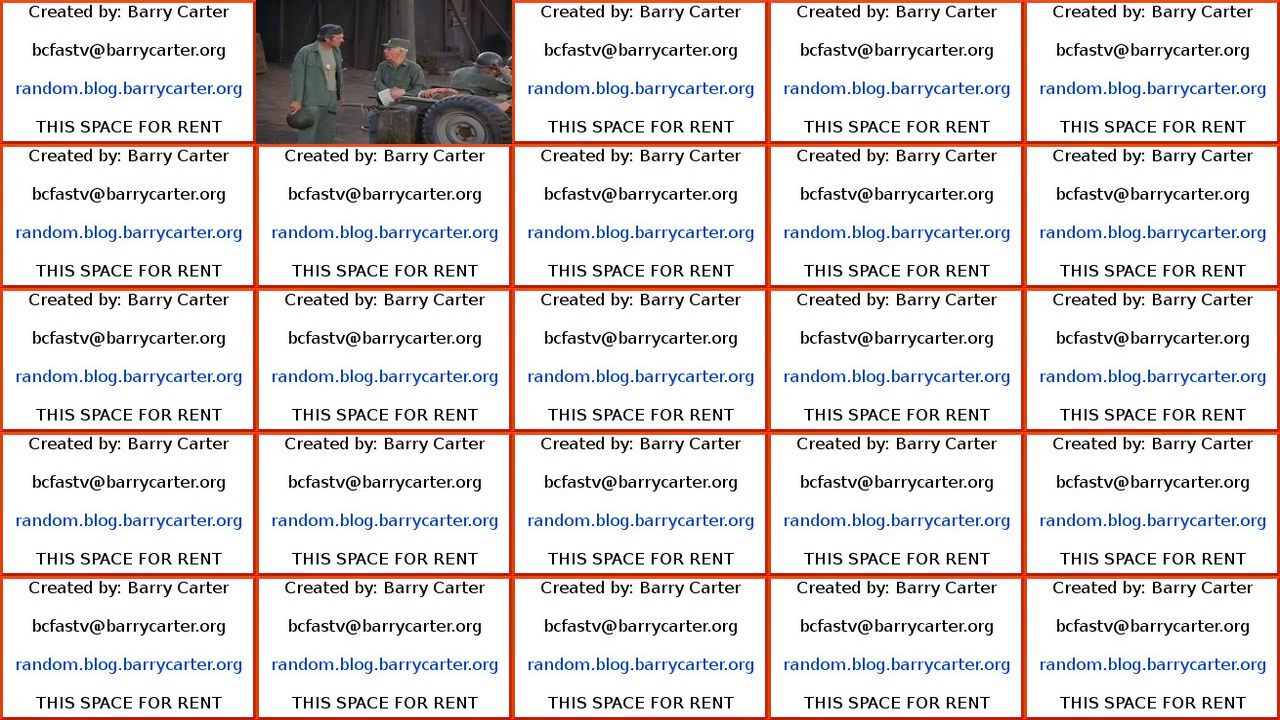 Created by: Barry Carter
bcfastv@barrycarter.org
random.blog.barrycarter.org
THIS SPACE FOR RENT
Created by: Barry Carter
bcfastv@barrycarter.org
random.blog.barrycarter.org
THIS SPACE FOR RENT
Created by: Barry Carter
bcfastv@barrycarter.org
random.blog.barrycarter.org
THIS SPACE FOR RENT
Created by: Barry Carter
bcfastv@barrycarter.org
random.blog.barrycarter.org
THIS SPACE FOR RENT
Created by: Barry Carter
bcfastv@barrycarter.org
random.blog.barrycarter.org
THIS SPACE FOR RENT
Created by: Barry Carter
bcfastv@barrycarter.org
random.blog.barrycarter.org
THIS SPACE FOR RENT
Created by: Barry Carter
bcfastv@barrycarter.org
random.blog.barrycarter.org
THIS SPACE FOR RENT
Created by: Barry Carter
bcfastv@barrycarter.org
random.blog.barrycarter.org
THIS SPACE FOR RENT
Created by: Barry Carter
bcfastv@barrycarter.org
random.blog.barrycarter.org
THIS SPACE FOR RENT
Created by: Barry Carter
bcfastv@barrycarter.org
random.blog.barrycarter.org
THIS SPACE FOR RENT
Created by: Barry Carter
bcfastv@barrycarter.org
random.blog.barrycarter.org
THIS SPACE FOR RENT
Created by: Barry Carter
bcfastv@barrycarter.org
random.blog.barrycarter.org
THIS SPACE FOR RENT
Created by: Barry Carter
bcfastv@barrycarter.org
random.blog.barrycarter.org
THIS SPACE FOR RENT
Created by: Barry Carter
bcfastv@barrycarter.org
random.blog.barrycarter.org
THIS SPACE FOR RENT
Created by: Barry Carter
bcfastv@barrycarter.org
random.blog.barrycarter.org
THIS SPACE FOR RENT
Created by: Barry Carter
bcfastv@barrycarter.org
random.blog.barrycarter.org
THIS SPACE FOR RENT
Created by: Barry Carter
bcfastv@barrycarter.org
random.blog.barrycarter.org
THIS SPACE FOR RENT
Created by: Barry Carter
bcfastv@barrycarter.org
random.blog.barrycarter.org
THIS SPACE FOR RENT
Created by: Barry Carter
bcfastv@barrycarter.org
random.blog.barrycarter.org
THIS SPACE FOR RENT
Created by: Barry Carter
bcfastv@barrycarter.org
random.blog.barrycarter.org
THIS SPACE FOR RENT
Created by: Barry Carter
bcfastv@barrycarter.org
random.blog.barrycarter.org
THIS SPACE FOR RENT
Created by: Barry Carter
bcfastv@barrycarter.org
random.blog.barrycarter.org
THIS SPACE FOR RENT
Created by: Barry Carter
bcfastv@barrycarter.org
random.blog.barrycarter.org
THIS SPACE FOR RENT
Created by: Barry Carter
bcfastv@barrycarter.org
random.blog.barrycarter.org
THIS SPACE FOR RENT